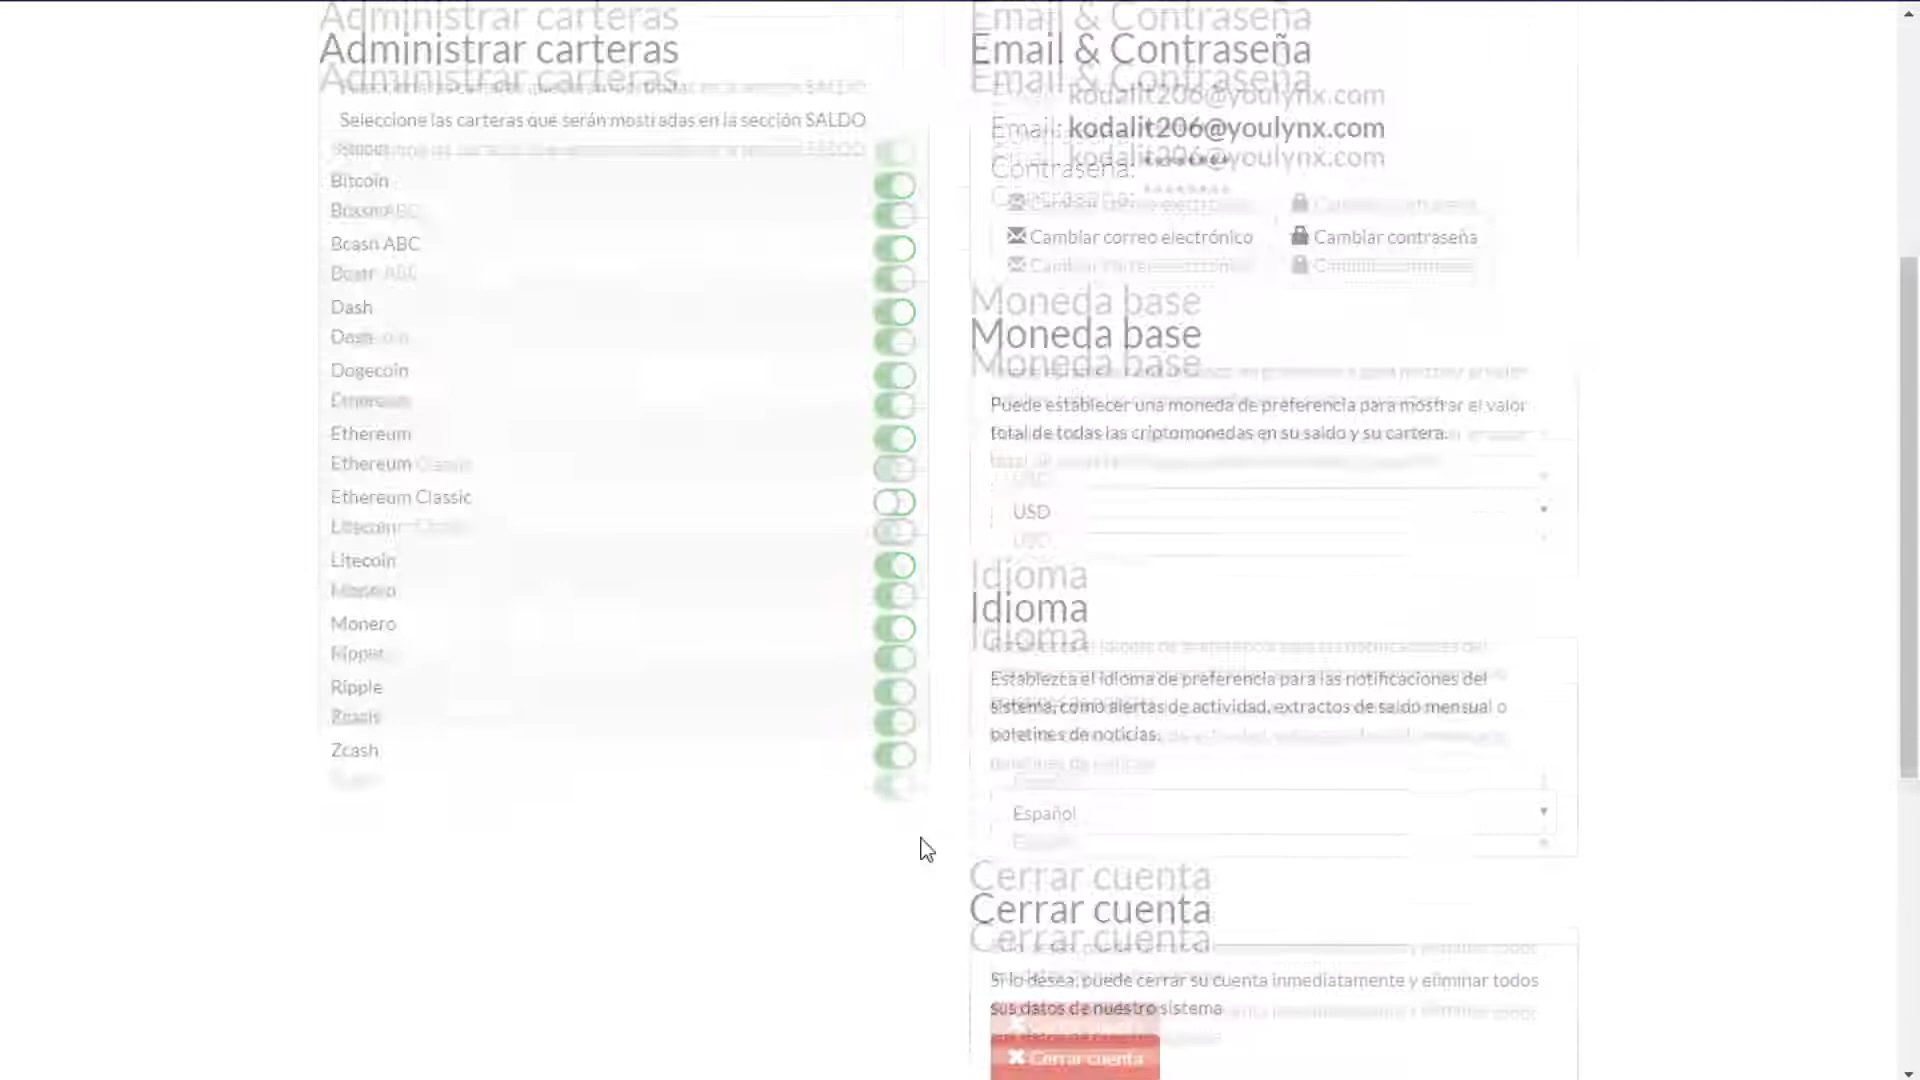 Administrar carteras
Seleccione las carteras que serán mostradas en la sección SALDO
Bitcoin
Bcash ABC
Dash
Dogecoin
Ethereum
Ethereum Classic
Litecoin
Monero
Ripple
Zcash
Email & Contraseña
Email: kodalit206@youlynx.com
Contraseña: ********
Cambiar correo electrónico
Cambiar contraseña
Moneda base
Puede establecer una moneda de preferencia para mostrar el valor
total de todas las criptomonedas en su saldo y su cartera.
USD
Idioma
Establezca el idioma de preferencia para las notificaciones del
sistema, como alertas de actividad, extractos de saldo mensual o
boletines de noticias.
Español
Cerrar cuenta
Si lo desea, puede cerrar su cuenta inmediatamente y eliminar todos
sus datos de nuestro sistema
Cerrar cuenta